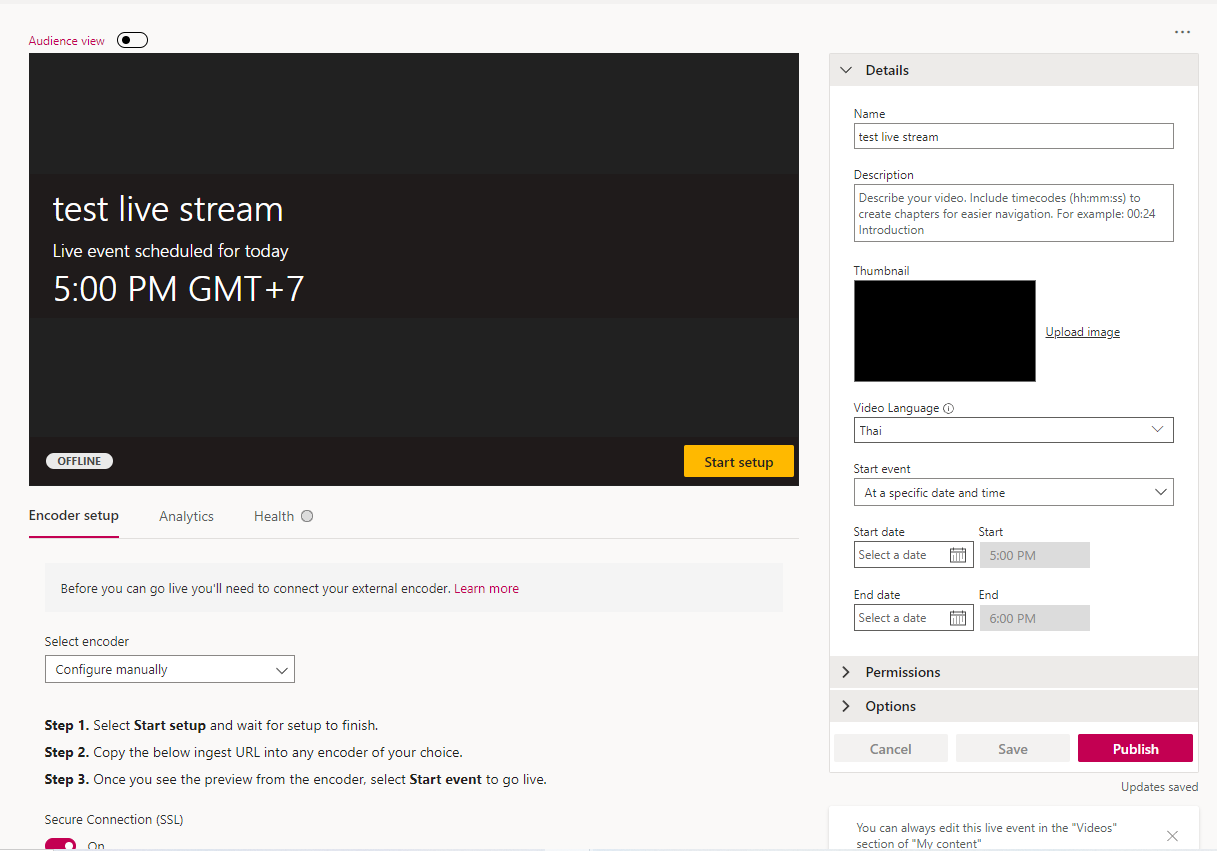 Audience view
test live stream
Live event scheduled for today
5:00 PM GMT+7
OFFLINE
Start setup
Encoder setup
Analytics
Health
Before you can go live you'll need to connect your external encoder. Learn more
Select encoder
Configure manually
Step 1. Select Start setup and wait for setup to finish.
Step 2. Copy the below ingest URL into any encoder of your choice.
Step 3. Once you see the preview from the encoder, select Start event to go live.
Secure Connection (SSL)
On
Details
Name
test live stream
Description
Describe your video. Include timecodes (hh:mm:ss) to
create chapters for easier navigation. For example: 00:24
Introduction
Thumbnail
Upload image
Video Language
Thai
Start event
At a specific date and time
Start date
Start
Select a date
5:00 PM
End date
End
Select a date
6:00 PM
Permissions
Options
Cancel
Save
Publish
Updates saved
You can always edit this live event in the "Videos"
section of "My content"